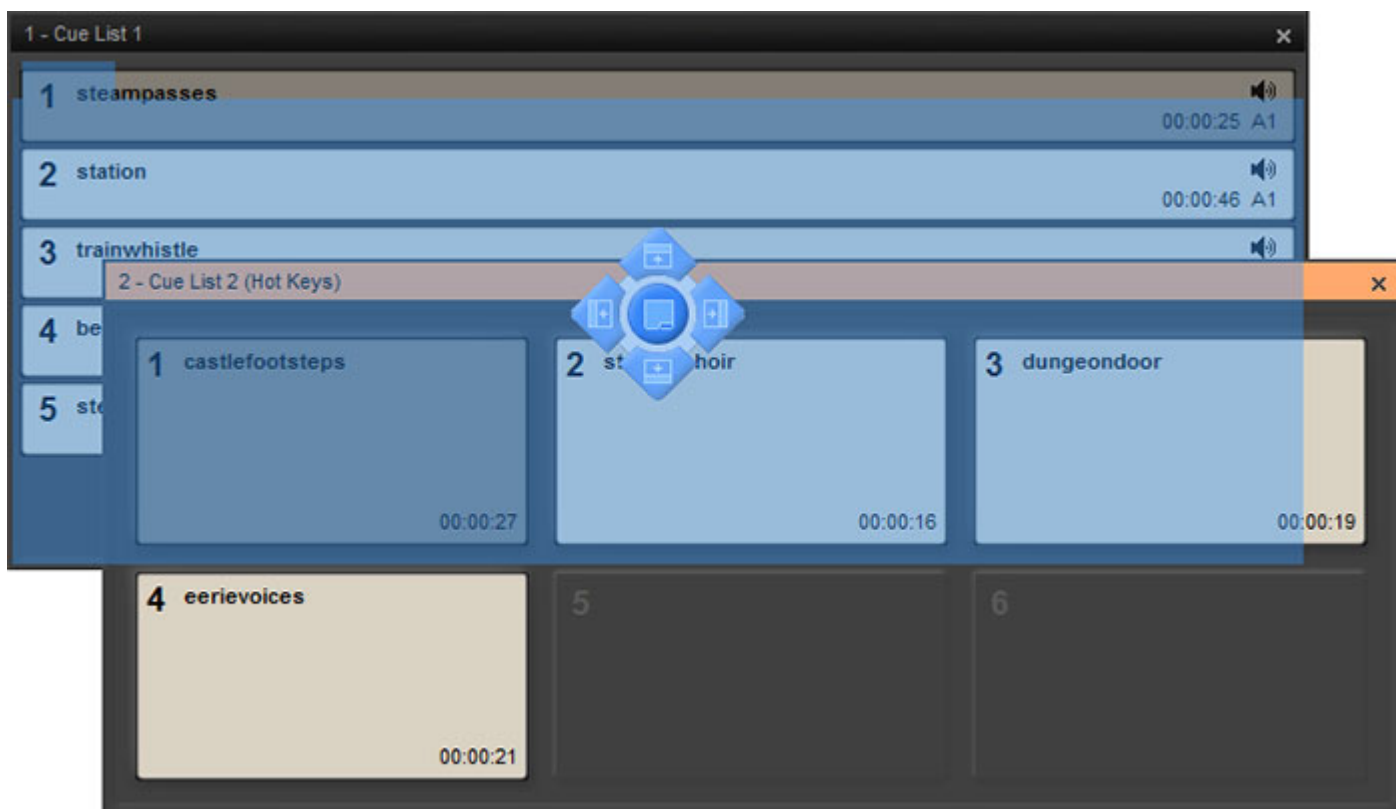 1 - Cue List 1
1 steampasses
00:00:25 A1
2 station
00:00:46 A1
3 trainwhistle
2 - Cue List 2 (Hot Keys)
4
5
1 castlefootsteps
00:00:27
2
00:00:16
3 dungeondoor
00:00:19
4 eerievoices
00:00:21
5
6